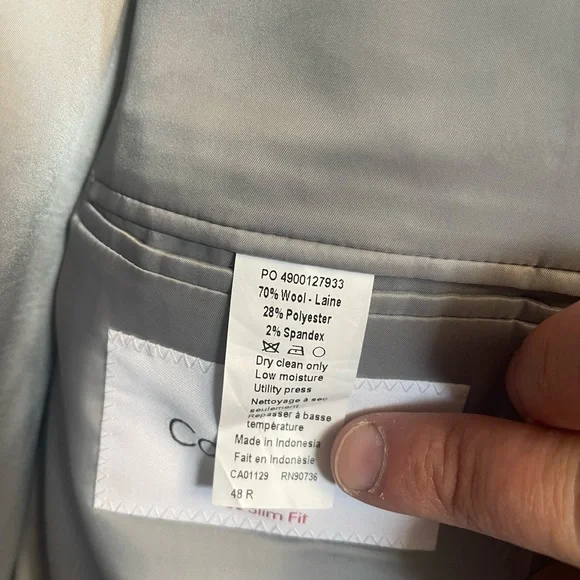 PO 4900127933
70% Wool - Laine
28% Polyester
2% Spandex
Dry clean only
Low moisture
Utility press
Nettoyage à sec
seulement
Repasser à basse
température
Made in Indonesia
Fait en Indonésie
CA01129 RN90736
48 R
Slim Fit